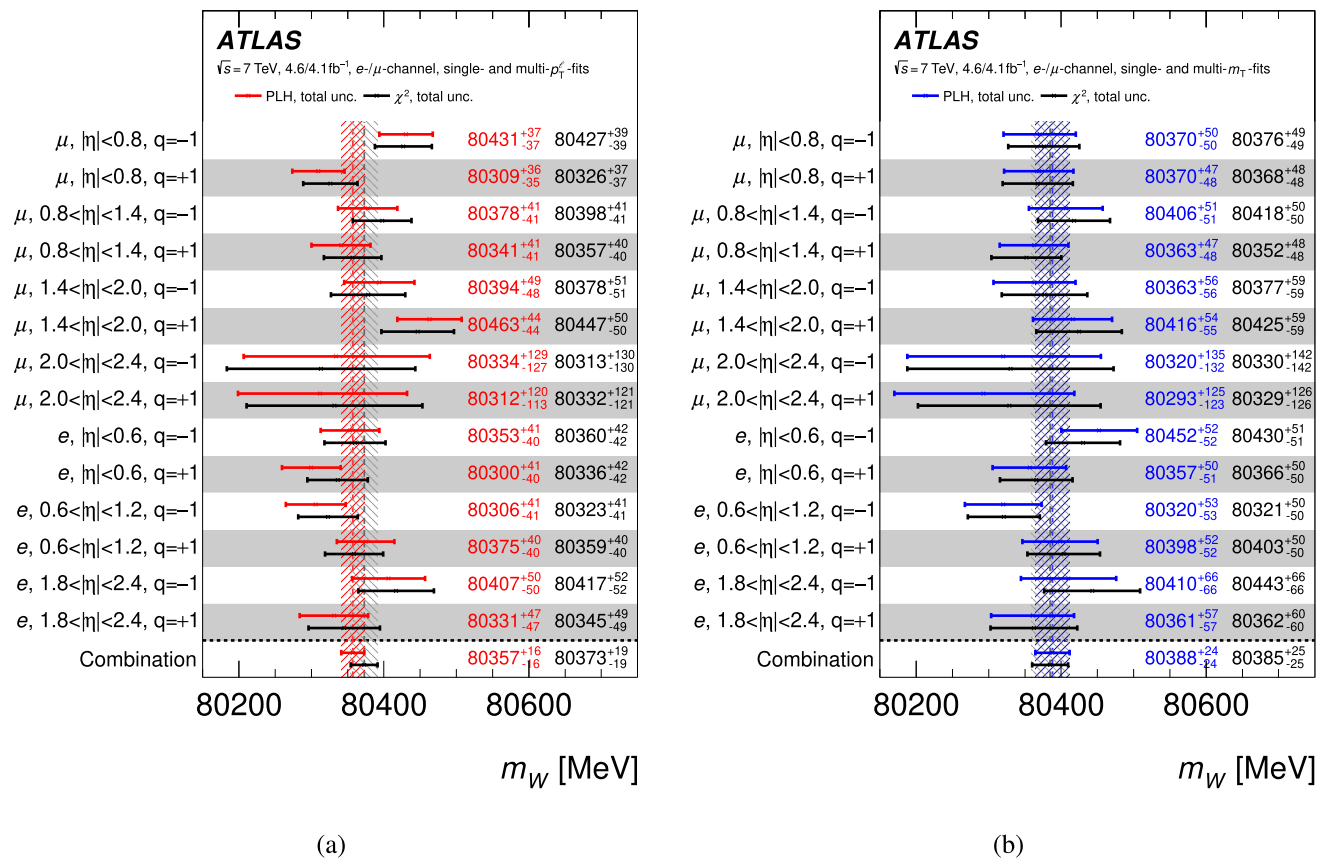 ATLAS
√s = 7 TeV, 4.6/4.1fb⁻¹, e-/μ-channel, single- and multi-p_T^ℓ-fits
PLH, total unc. χ², total unc.
μ, |η|<0.8, q=−1 80431 +37 -37 80427 +39 -39
μ, |η|<0.8, q=+1 80309 +36 -35 80326 +37 -37
μ, 0.8<|η|<1.4, q=−1 80378 +41 -41 80398 +41 -41
μ, 0.8<|η|<1.4, q=+1 80341 +41 -41 80357 +40 -40
μ, 1.4<|η|<2.0, q=−1 80394 +49 -48 80378 +51 -51
μ, 1.4<|η|<2.0, q=+1 80463 +44 -44 80447 +50 -50
μ, 2.0<|η|<2.4, q=−1 80334 +129 -127 80313 +130 -130
μ, 2.0<|η|<2.4, q=+1 80312 +120 -113 80332 +121 -121
e, |η|<0.6, q=−1 80353 +41 -40 80360 +42 -42
e, |η|<0.6, q=+1 80300 +41 -40 80336 +42 -42
e, 0.6<|η|<1.2, q=−1 80306 +41 -41 80323 +41 -41
e, 0.6<|η|<1.2, q=+1 80375 +40 -40 80359 +40 -40
e, 1.8<|η|<2.4, q=−1 80407 +50 -50 80417 +52 -52
e, 1.8<|η|<2.4, q=+1 80331 +47 -47 80345 +49 -49
Combination 80357 +16 -16 80373 +19 -19
80200 80400 80600
m_W [MeV]
(a)
ATLAS
√s = 7 TeV, 4.6/4.1fb⁻¹, e-/μ-channel, single- and multi-m_T-fits
PLH, total unc. χ², total unc.
μ, |η|<0.8, q=−1 80370 +50 -50 80376 +49 -49
μ, |η|<0.8, q=+1 80370 +47 -48 80368 +48 -48
μ, 0.8<|η|<1.4, q=−1 80406 +51 -51 80418 +50 -50
μ, 0.8<|η|<1.4, q=+1 80363 +47 -48 80352 +48 -48
μ, 1.4<|η|<2.0, q=−1 80363 +56 -56 80377 +59 -59
μ, 1.4<|η|<2.0, q=+1 80416 +54 -55 80425 +59 -59
μ, 2.0<|η|<2.4, q=−1 80320 +135 -132 80330 +142 -142
μ, 2.0<|η|<2.4, q=+1 80293 +125 -123 80329 +126 -126
e, |η|<0.6, q=−1 80452 +52 -52 80430 +51 -51
e, |η|<0.6, q=+1 80357 +50 -51 80366 +50 -50
e, 0.6<|η|<1.2, q=−1 80320 +53 -53 80321 +50 -50
e, 0.6<|η|<1.2, q=+1 80398 +52 -52 80403 +50 -50
e, 1.8<|η|<2.4, q=−1 80410 +66 -66 80443 +66 -66
e, 1.8<|η|<2.4, q=+1 80361 +57 -57 80362 +60 -60
Combination 80388 +24 -24 80385 +25 -25
80200 80400 80600
m_W [MeV]
(b)